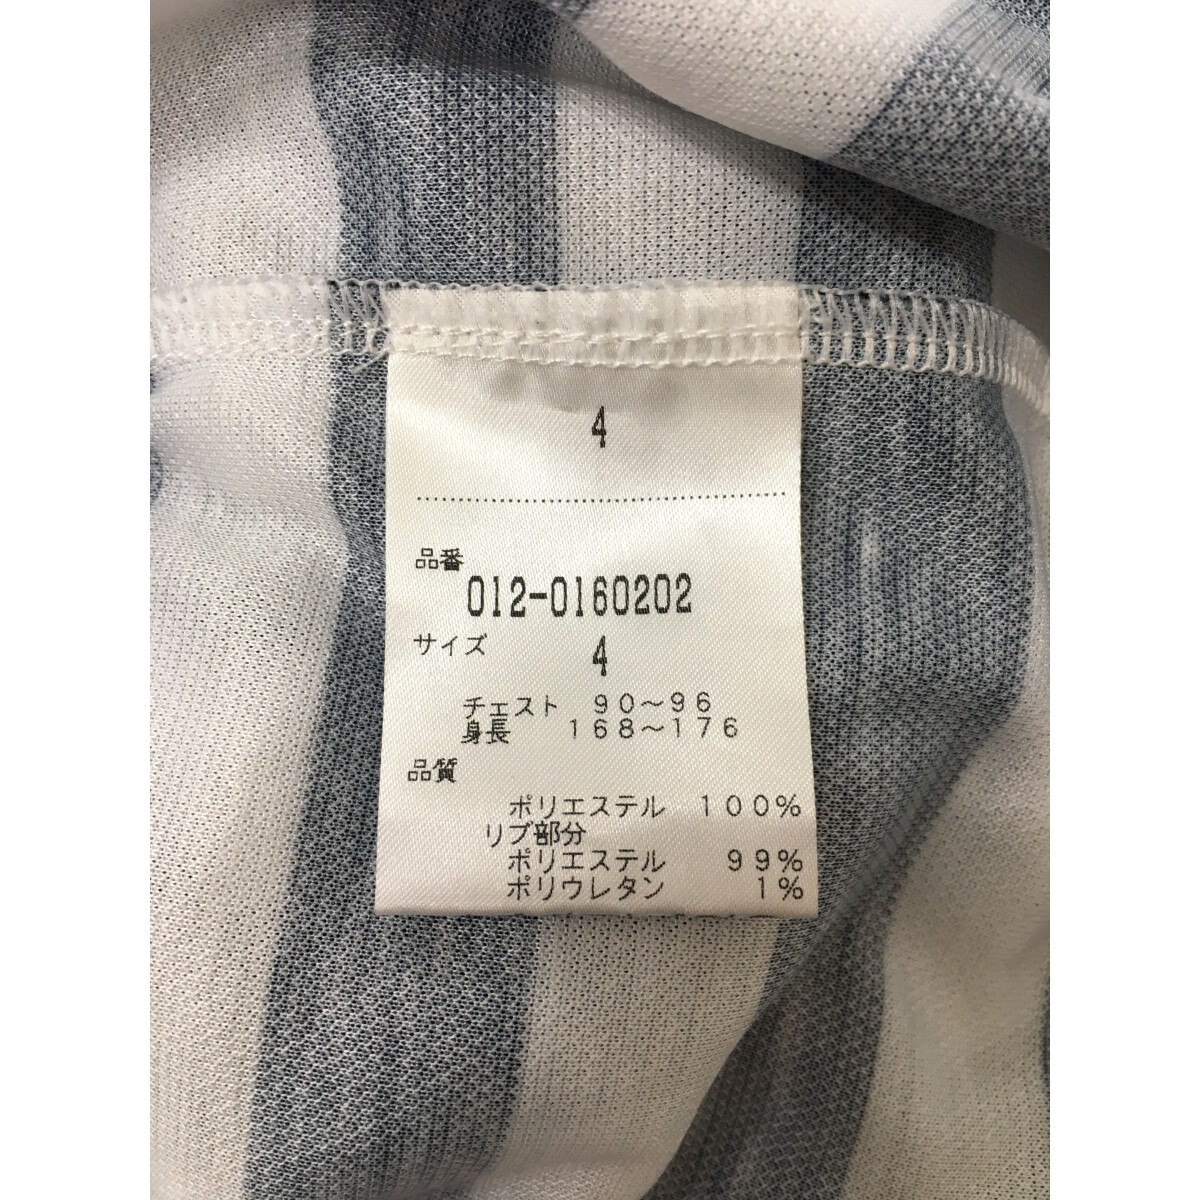 4
品番
012-0160202
サイズ 4
チェスト 90～96
身長 168～176
品質
ポリエステル 100%
リブ部分
ポリエステル 99%
ポリウレタン 1%